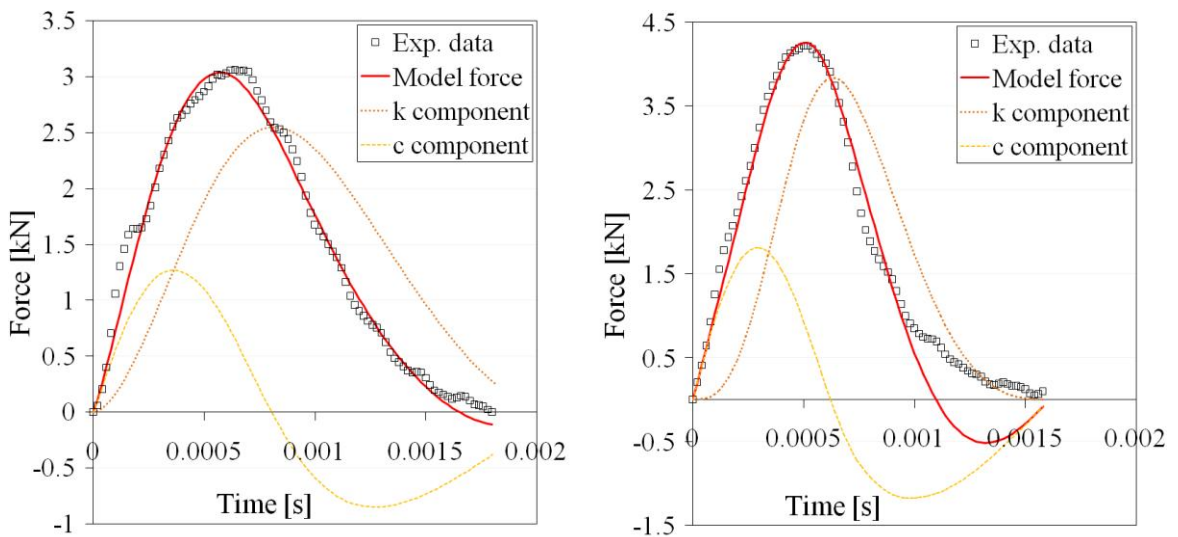 3.5
3
2.5
2
1.5
1
0.5
0
-0.5
-1
Force [kN]
0
0.0005
0.001
0.0015
0.002
Time [s]
Exp. data
Model force
k component
c component
4.5
3.5
2.5
1.5
0.5
-0.5
-1.5
Force [kN]
0
0.0005
0.001
0.0015
0.002
Time [s]
Exp. data
Model force
k component
c component